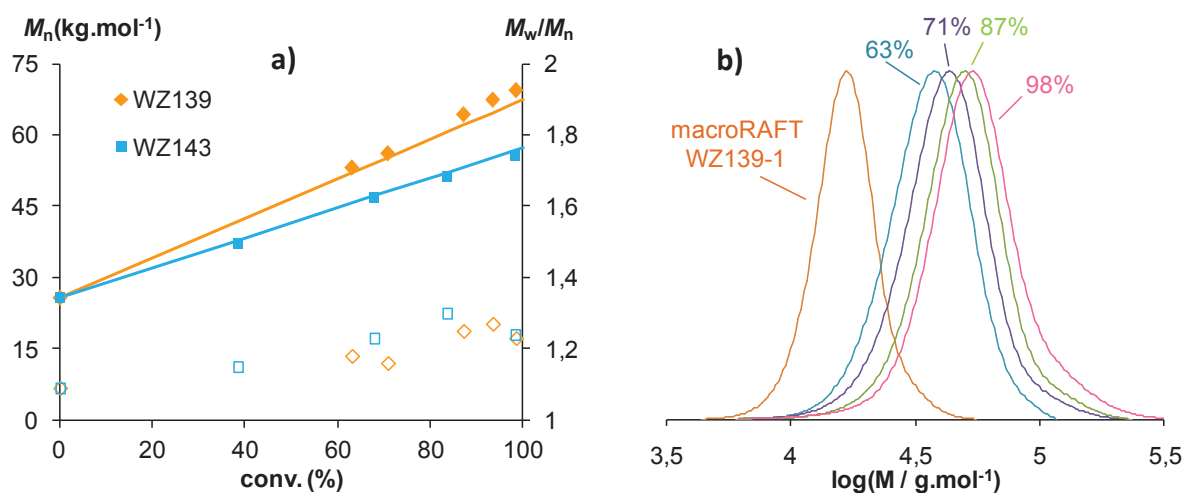 Mn(kg.mol-1)
Mw/Mn
a)
75
60
45
30
15
0
2
1,8
1,6
1,4
1,2
1
WZ139
WZ143
0
20
40
60
80
100
conv. (%)
b)
71%
87%
63%
98%
macroRAFT
WZ139-1
3,5
4
4,5
5
5,5
log(M / g.mol-1)